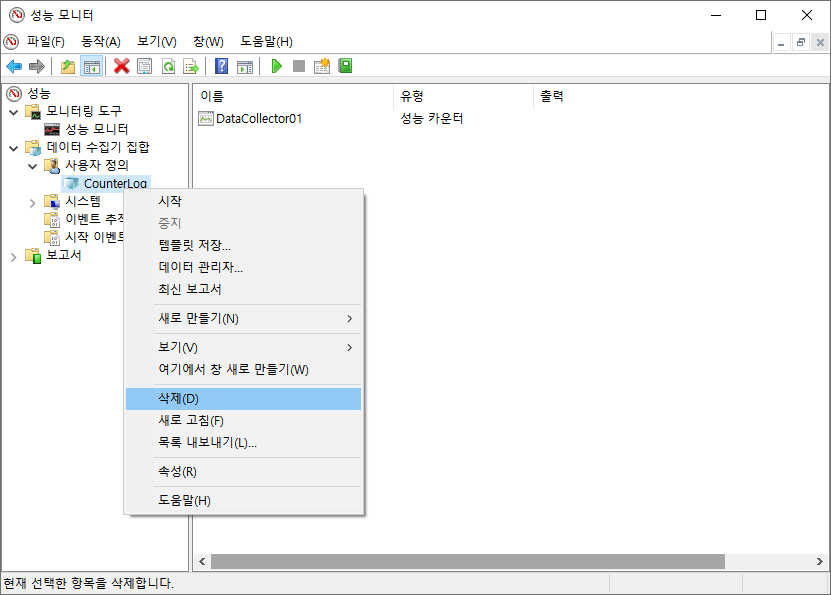 성능 모니터
파일(F) 동작(A) 보기(V) 창(W) 도움말(H)
성능
모니터링 도구
성능 모니터
데이터 수집기 집합
사용자 정의
CounterLog
시스템
이벤트 추적
시작 이벤트
보고서
이름 유형 출력
DataCollector01 성능 카운터
시작
중지
템플릿 저장...
데이터 관리자...
최신 보고서
새로 만들기(N)
보기(V)
여기에서 창 새로 만들기(W)
삭제(D)
새로 고침(F)
목록 내보내기(L)...
속성(R)
도움말(H)
현재 선택한 항목을 삭제합니다.